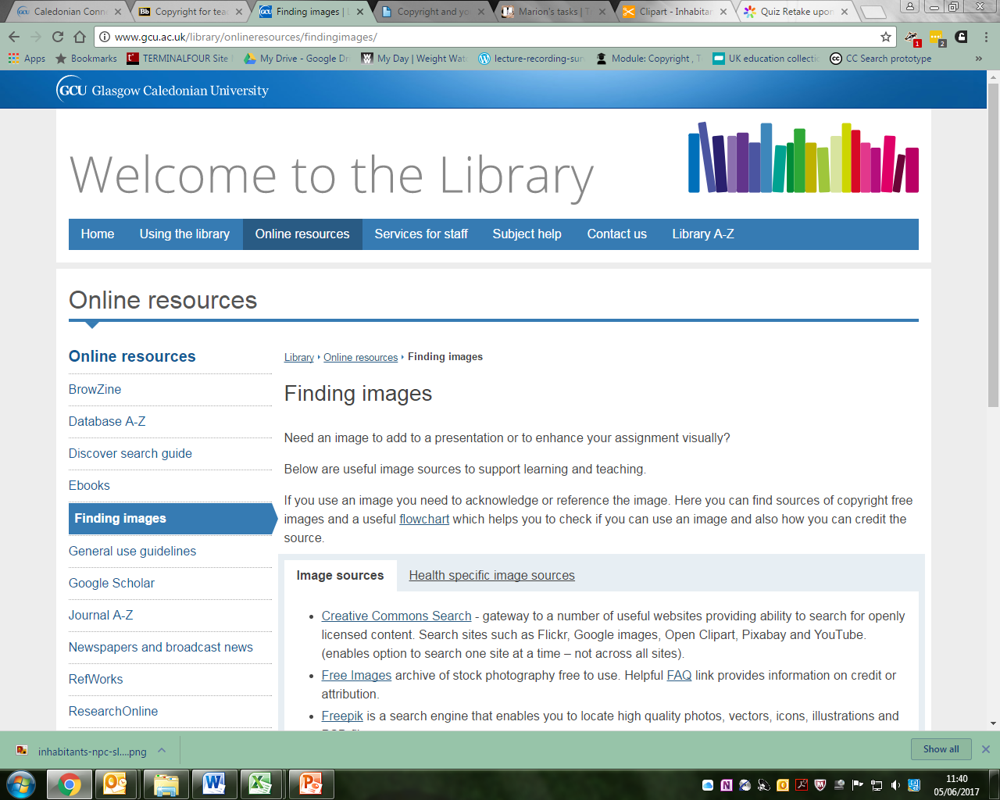 Caledonian Conne
Copyright for tea
Finding images | L
Copyright and yo
Marion's tasks | Tr
Clipart - Inhabitar
Quiz Retake upon
www.gcu.ac.uk/library/onlineresources/findingimages/
1
2
Apps
Bookmarks
TERMINALFOUR Site
My Drive - Google Dr
My Day | Weight Wat
lecture-recording-sur
Module: Copyright , T
UK education collecti
CC Search prototype
»
GCU Glasgow Caledonian University
Welcome to the Library
Home
Using the library
Online resources
Services for staff
Subject help
Contact us
Library A-Z
Online resources
Online resources
BrowZine
Database A-Z
Discover search guide
Ebooks
Finding images
General use guidelines
Google Scholar
Journal A-Z
Newspapers and broadcast news
RefWorks
ResearchOnline
Library Online resources Finding images
Finding images
Need an image to add to a presentation or to enhance your assignment visually?
Below are useful image sources to support learning and teaching.
If you use an image you need to acknowledge or reference the image. Here you can find sources of copyright free
images and a useful flowchart which helps you to check if you can use an image and also how you can credit the
source.
Image sources
Health specific image sources
• Creative Commons Search - gateway to a number of useful websites providing ability to search for openly
licensed content. Search sites such as Flickr, Google images, Open Clipart, Pixabay and YouTube.
(enables option to search one site at a time – not across all sites).
• Free Images archive of stock photography free to use. Helpful FAQ link provides information on credit or
attribution.
• Freepik is a search engine that enables you to locate high quality photos, vectors, icons, illustrations and
inhabitants-npc-sl....png
Show all
11:40
05/06/2017